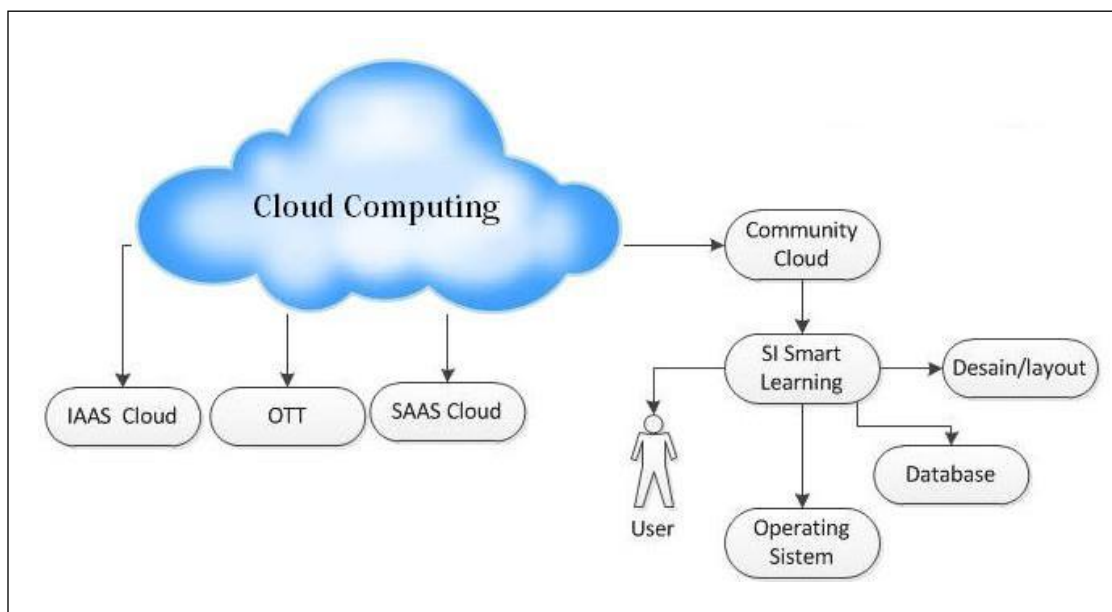 Cloud Computing
Community
Cloud
SI Smart
Learning
Desain/layout
IAAS Cloud
OTT
SAAS Cloud
Database
User
Operating
Sistem